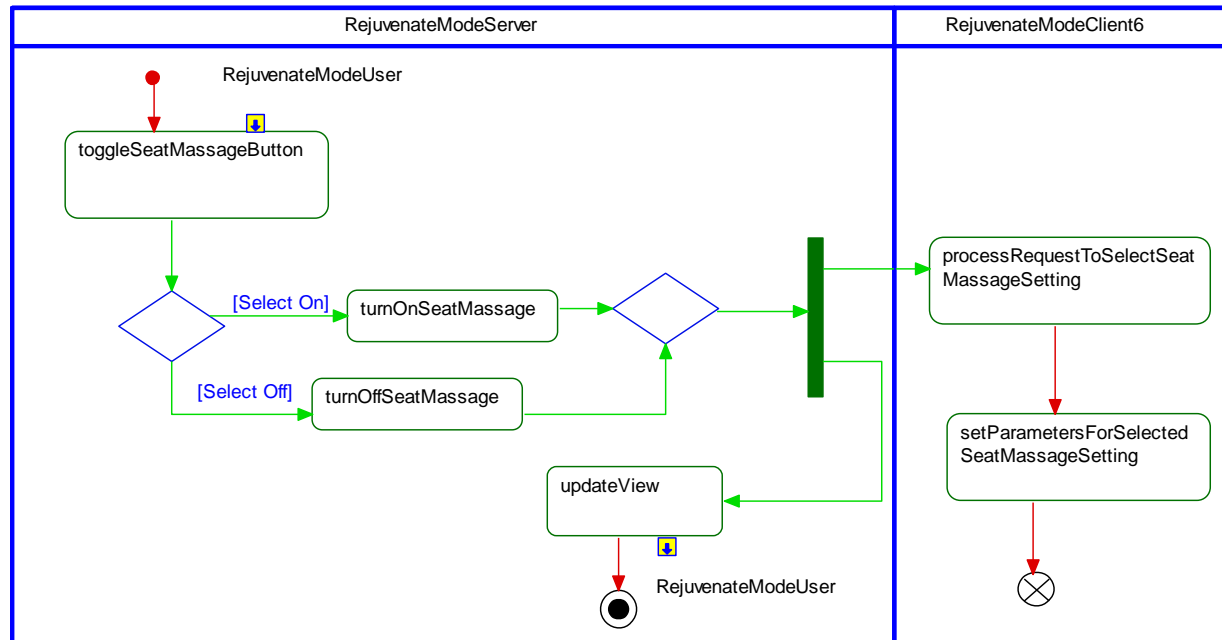 RejuvenateModeServer
RejuvenateModeClient6
RejuvenateModeUser
toggleSeatMassageButton
[Select On]
turnOnSeatMassage
[Select Off]
turnOffSeatMassage
processRequestToSelectSeat
MassageSetting
setParametersForSelected
SeatMassageSetting
updateView
RejuvenateModeUser